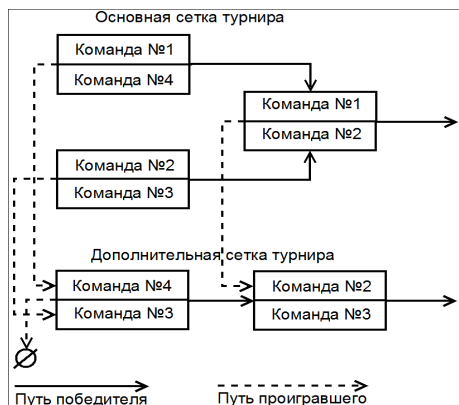 Основная сетка турнира
Команда №1
Команда №4
Команда №1
Команда №2
Команда №2
Команда №3
Дополнительная сетка турнира
Команда №4
Команда №3
Команда №2
Команда №3
Путь победителя
Путь проигравшего